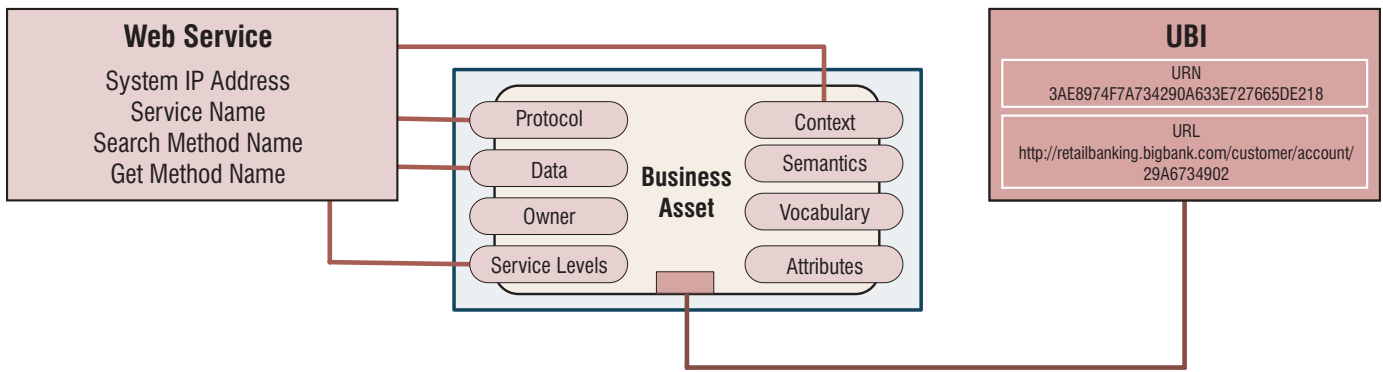 Web Service
System IP Address
Service Name
Search Method Name
Get Method Name
Protocol
Data
Owner
Service Levels
Business
Asset
Context
Semantics
Vocabulary
Attributes
UBI
URN
3AE8974F7A734290A633E727665DE218
URL
http://retailbanking.bigbank.com/customer/account/
29A6734902